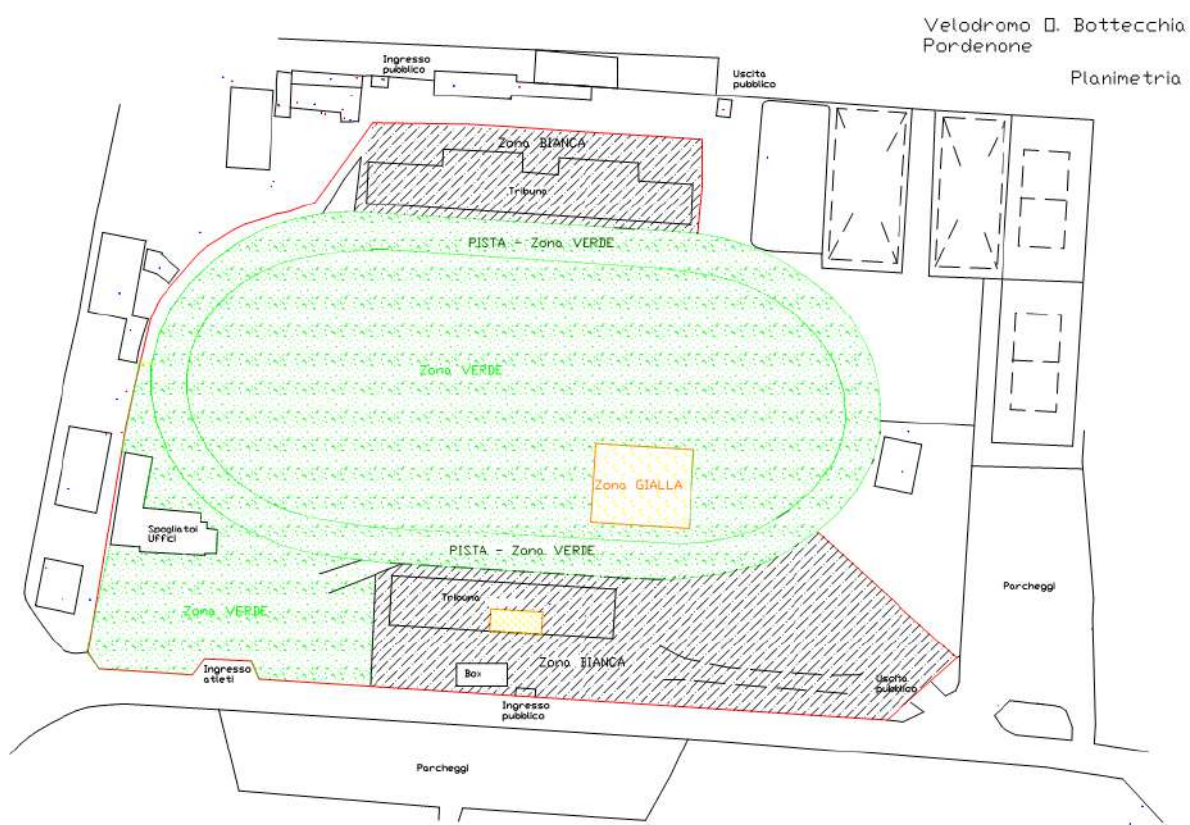 Velodromo O. Bottecchia
Pordenone
Planimetria
Ingresso
pubblico
Uscita
pubblico
Zona BIANCA
Tribuna
PISTA - Zona VERDE
Zona VERDE
Zona GIALLA
Spogliatoi
Uffici
PISTA - Zona VERDE
Parcheggi
Tribuna
Zona VERDE
Zona BIANCA
Ingresso
atleti
Box
Uscita
pubblico
Ingresso
pubblico
Parcheggi